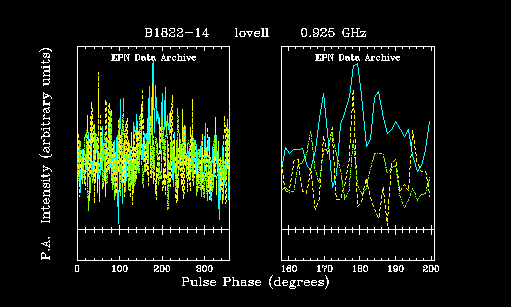 B1822-14 lovell 0.925 GHz
EPN Data Archive EPN Data Archive
P.A. Intensity (arbitrary units)
0 100 200 300 160 170 180 190 200
Pulse Phase (degrees)